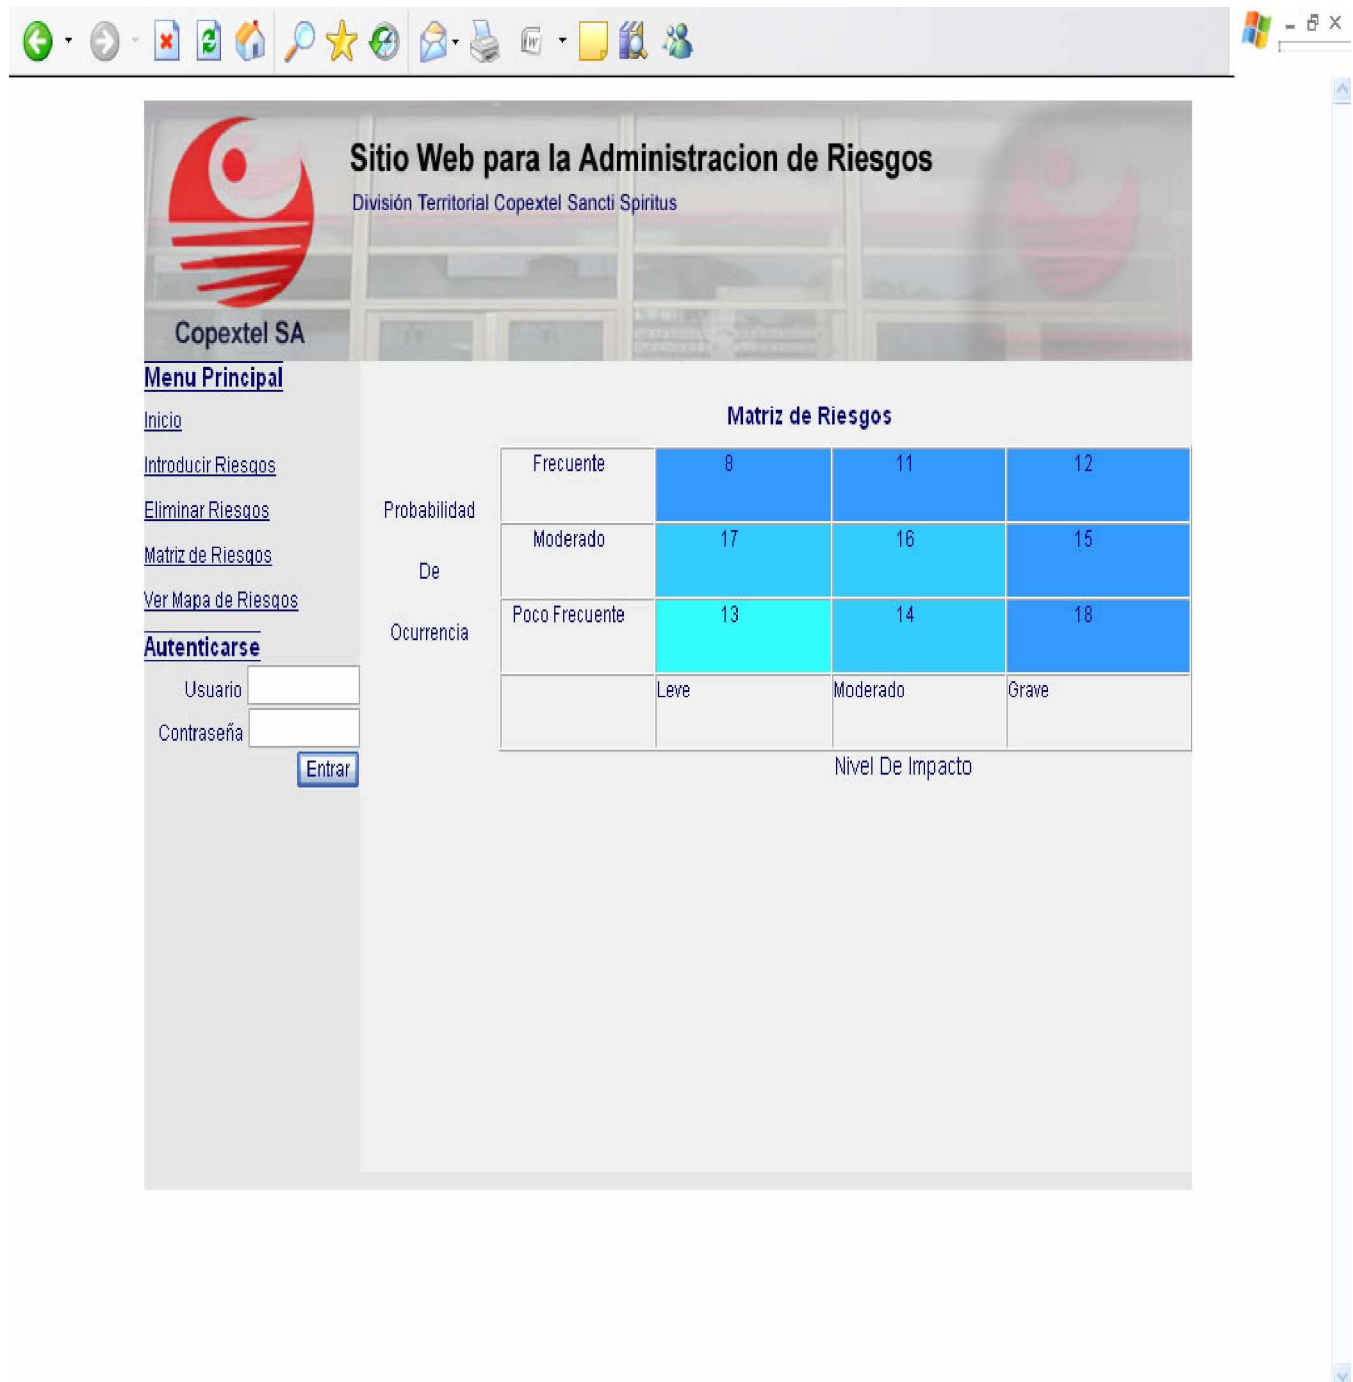 Sitio Web para la Administracion de Riesgos
División Territorial Copextel Sancti Spiritus
Copextel SA
Menu Principal
Inicio
Introducir Riesgos
Eliminar Riesgos
Matriz de Riesgos
Ver Mapa de Riesgos
Autenticarse
Usuario
Contraseña
Entrar
Matriz de Riesgos
Probabilidad
De
Ocurrencia
Frecuente 8 11 12
Moderado 17 16 15
Poco Frecuente 13 14 18
Leve Moderado Grave
Nivel De Impacto